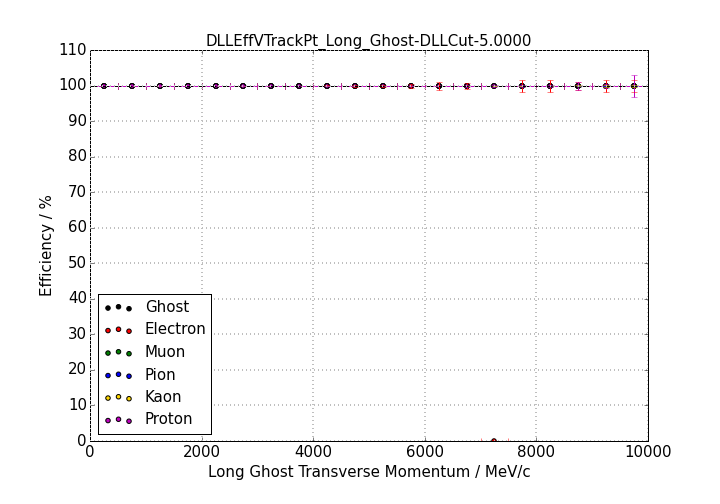 DLLEffVTrackPt_Long_Ghost-DLLCut-5.0000
110
100
90
80
70
60
50
40
30
20
10
0
Efficiency / %
Ghost
Electron
Muon
Pion
Kaon
Proton
0 2000 4000 6000 8000 10000
Long Ghost Transverse Momentum / MeV/c